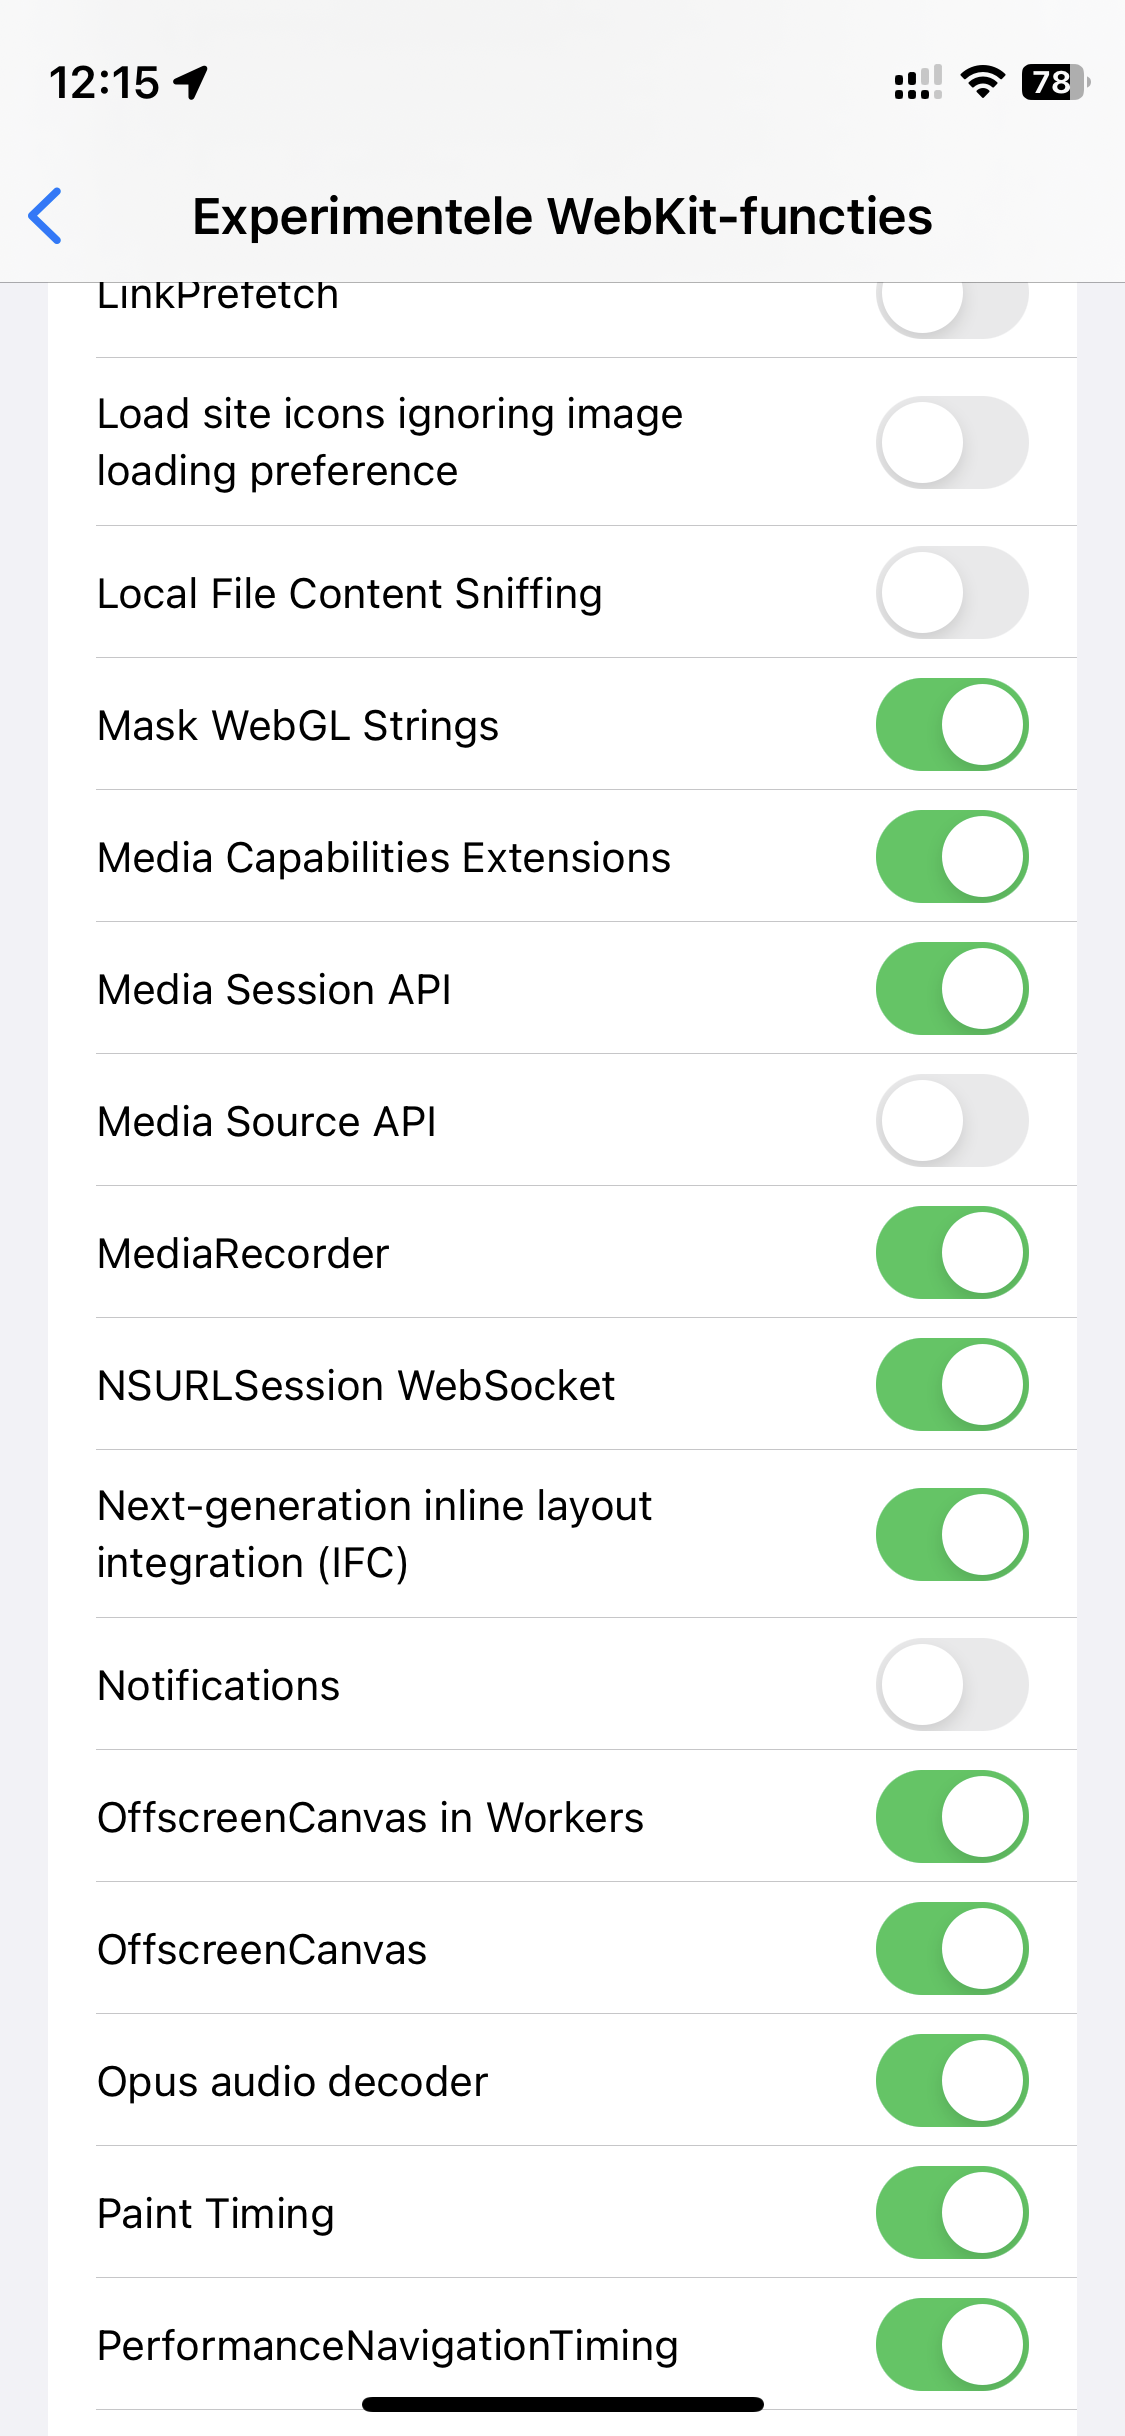 12:15
78
Experimentele WebKit-functies
LinkPrefetch
Load site icons ignoring image
loading preference
Local File Content Sniffing
Mask WebGL Strings
Media Capabilities Extensions
Media Session API
Media Source API
MediaRecorder
NSURLSession WebSocket
Next-generation inline layout
integration (IFC)
Notifications
OffscreenCanvas in Workers
OffscreenCanvas
Opus audio decoder
Paint Timing
PerformanceNavigationTiming